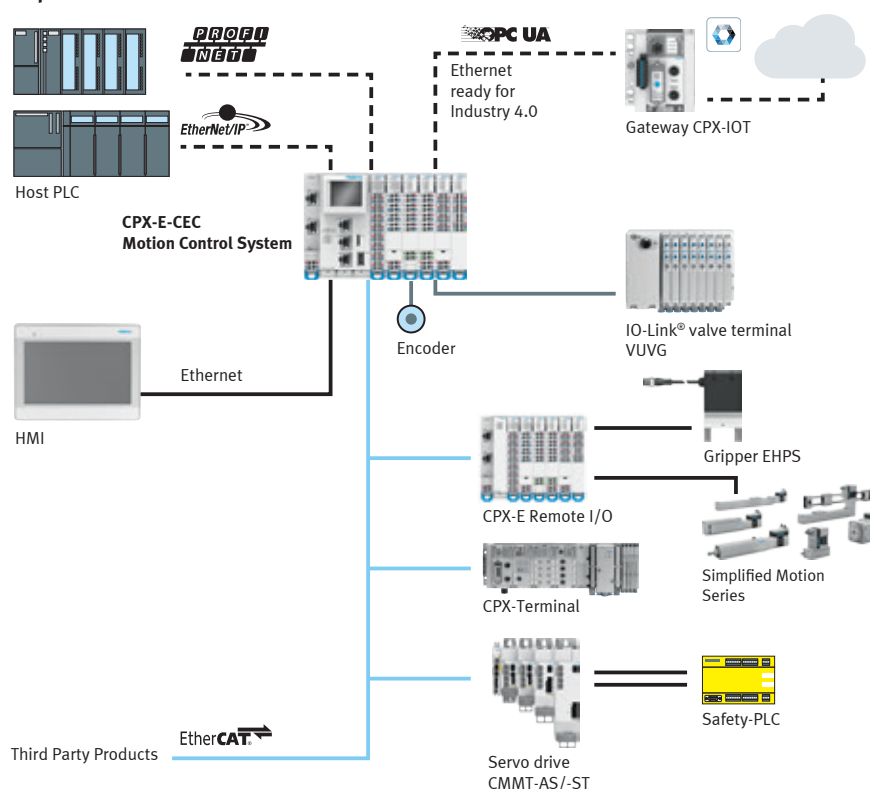 PROFI
NET
OPC UA
Ethernet
ready for
Industry 4.0
Gateway CPX-IOT
EtherNet/IP
Host PLC
CPX-E-CEC
Motion Control System
IO-Link® valve terminal
VUVG
Encoder
Ethernet
HMI
Gripper EHPS
CPX-E Remote I/O
Simplified Motion
Series
CPX-Terminal
Safety-PLC
EtherCAT®
Third Party Products
Servo drive
CMMT-AS/-ST